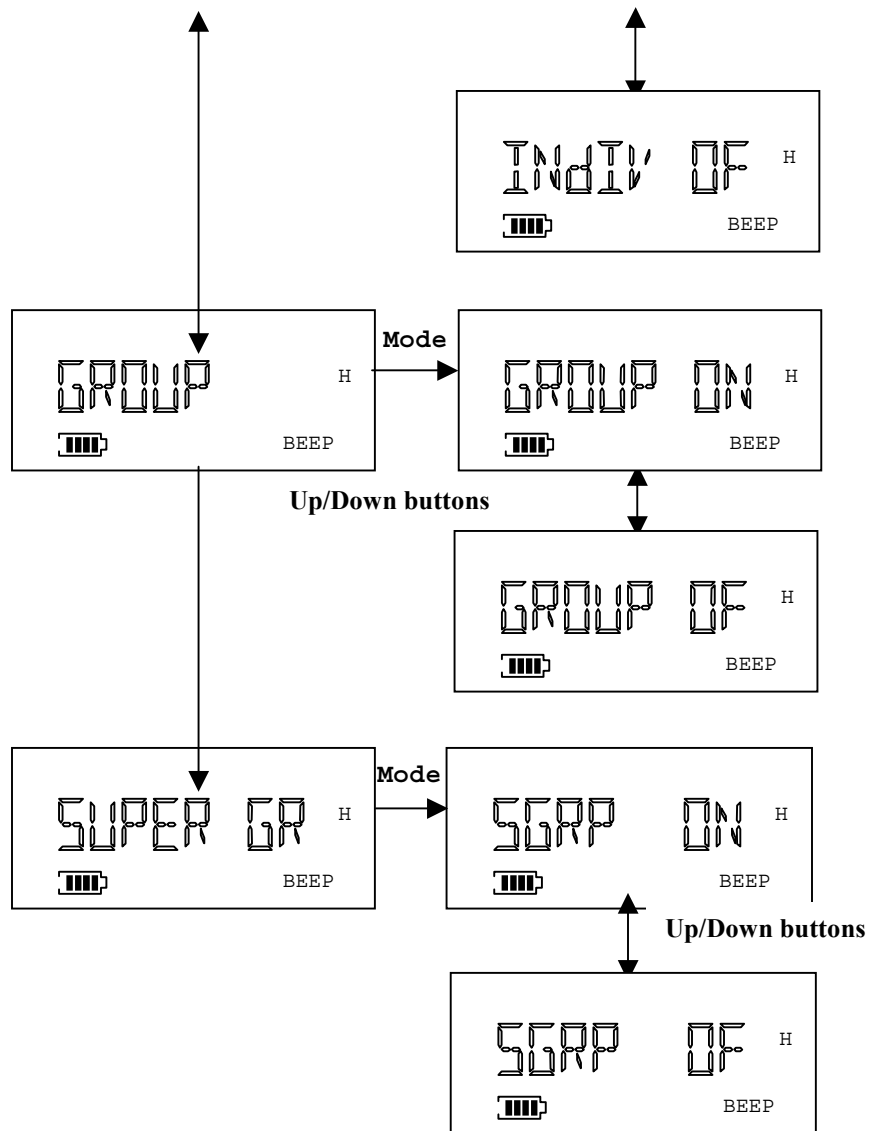 INdIV OF H
BEEP
GROUP H
BEEP
Mode
GROUP ON H
BEEP
Up/Down buttons
GROUP OF H
BEEP
SUPER GR H
BEEP
Mode
SGRP ON H
BEEP
Up/Down buttons
SGRP OF H
BEEP